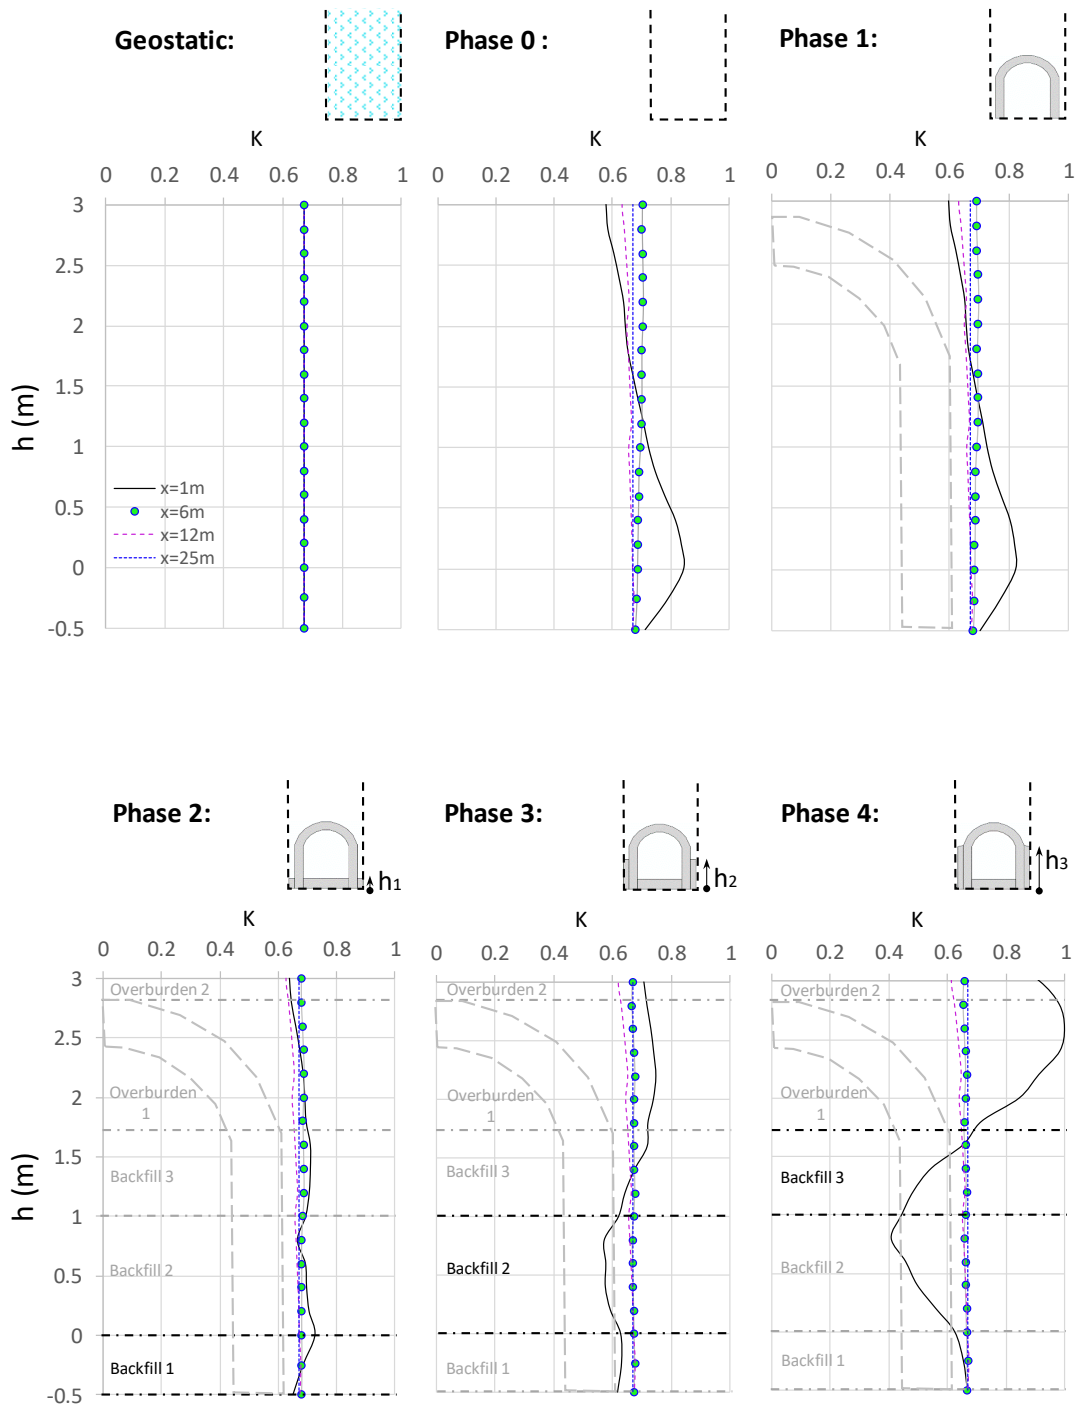 Geostatic:
Phase 0 :
Phase 1:
K
K
K
0 0.2 0.4 0.6 0.8 1
0 0.2 0.4 0.6 0.8 1
0 0.2 0.4 0.6 0.8 1
3
2.5
2
1.5
1
0.5
0
-0.5
h (m)
x=1m
x=6m
x=12m
x=25m
Phase 2:
h1
Phase 3:
h2
Phase 4:
h3
K
K
K
0 0.2 0.4 0.6 0.8 1
0 0.2 0.4 0.6 0.8 1
0 0.2 0.4 0.6 0.8 1
3
2.5
2
1.5
1
0.5
0
-0.5
h (m)
Overburden 2
Overburden
1
Backfill 3
Backfill 2
Backfill 1
Overburden 2
Overburden
1
Backfill 3
Backfill 2
Backfill 1
Overburden 2
Overburden
1
Backfill 3
Backfill 2
Backfill 1